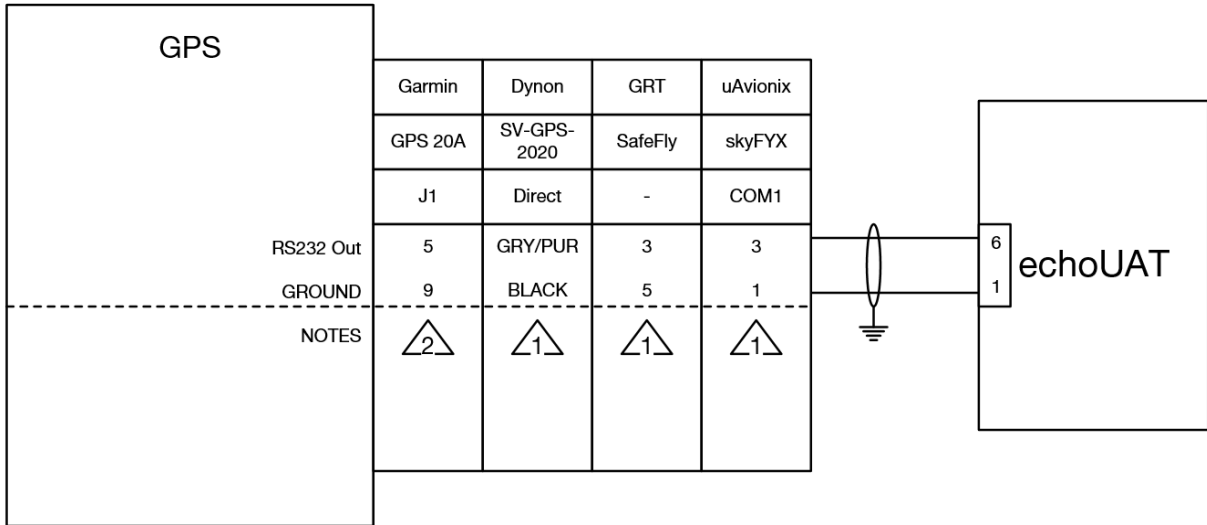 GPS
Garmin Dynon GRT uAvionix
GPS 20A SV-GPS-2020 SafeFly skyFYX
J1 Direct - COM1
RS232 Out 5 GRY/PUR 3 3 6
echoUAT
GROUND 9 BLACK 5 1 1
NOTES 2 1 1 1